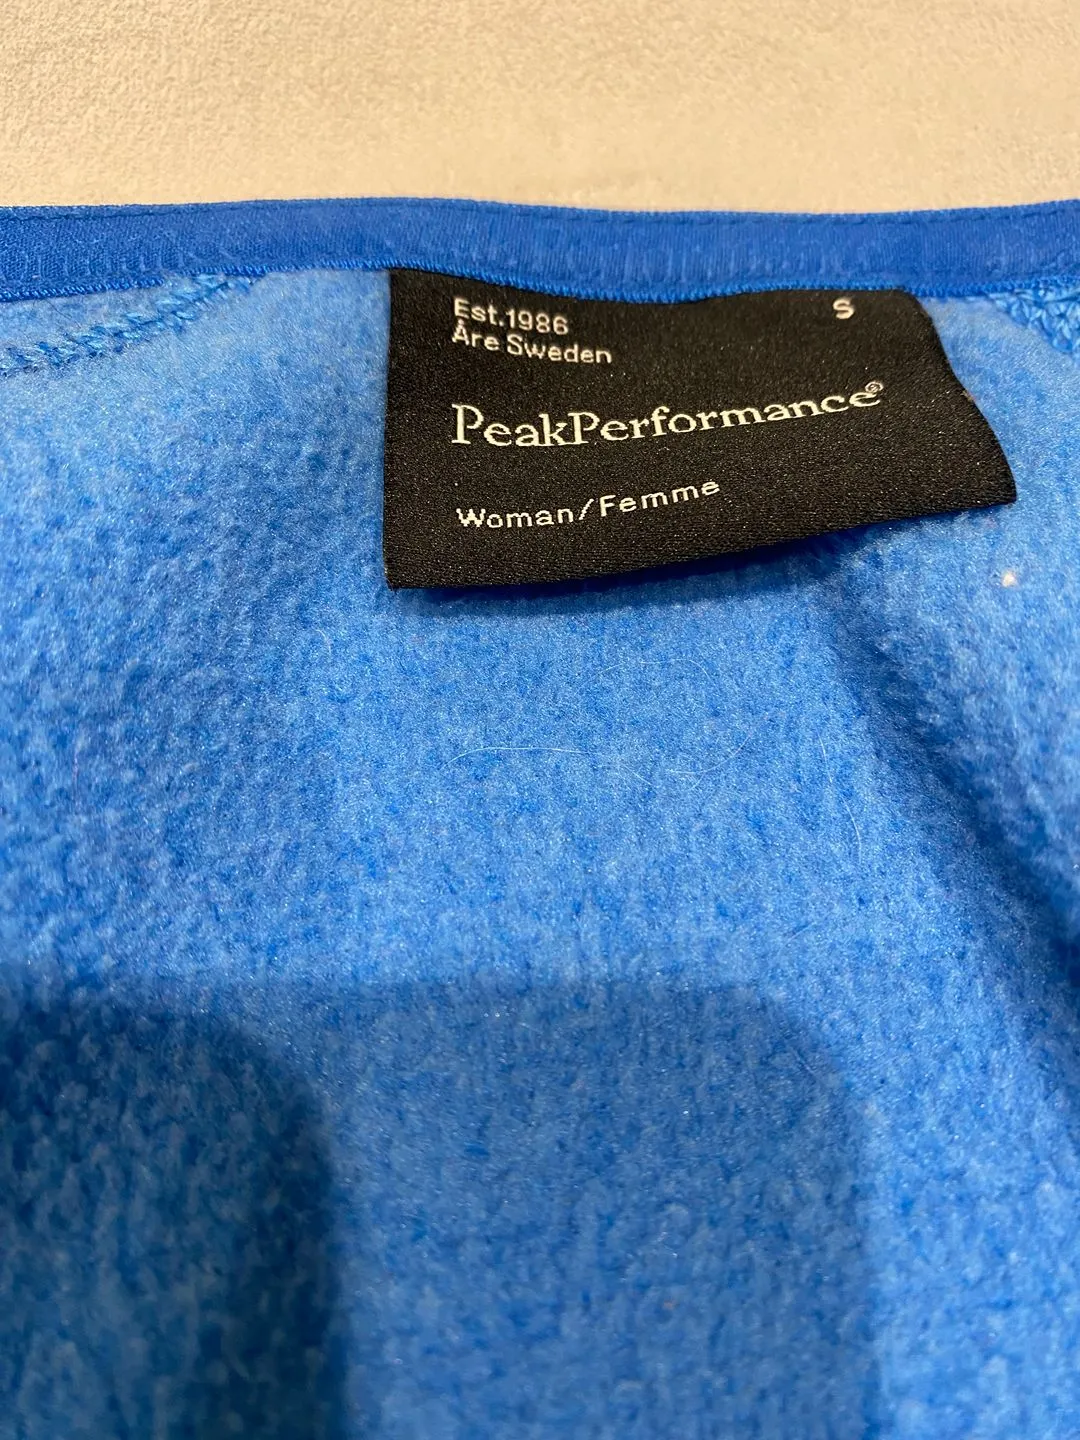 S
Est.1986
Åre Sweden
PeakPerformance®
Woman/Femme